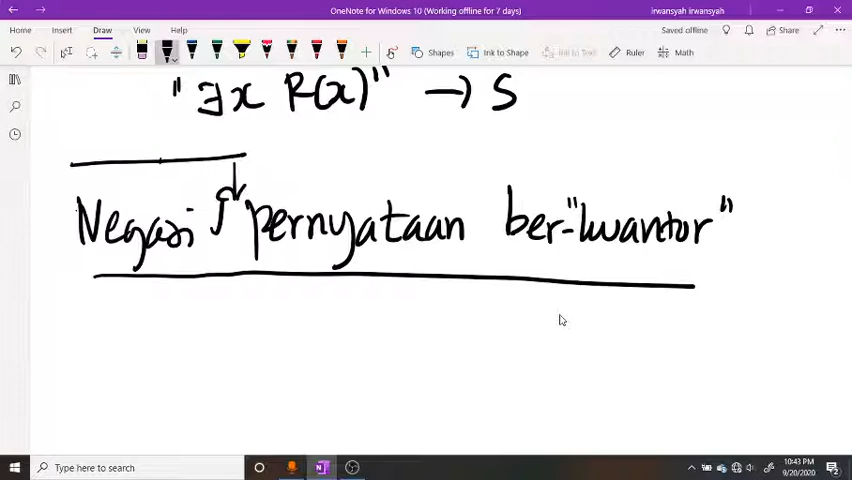 OneNote for Windows 10 (Working offline for 7 days)
irwansyah irwansyah
Home Insert Draw View Help
Saved offline Share
Shapes Ink to Shape Ink to Text Ruler Math
"∃x R(x)" → S
Negasi pernyataan ber-"kwantor"
Type here to search
10:43 PM
9/20/2020
2